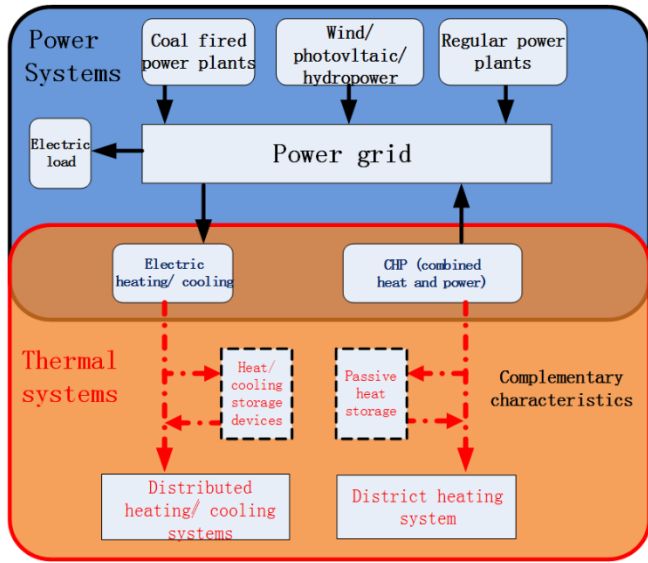 Power
Systems
Coal fired
power plants
Wind/
photovltaic/
hydropower
Regular power
plants
Electric
load
Power grid
Electric
heating/ cooling
CHP (combined
heat and power)
Thermal
systems
Heat/
cooling
storage
devices
Passive
heat
storage
Complementary
characteristics
Distributed
heating/ cooling
systems
District heating
system